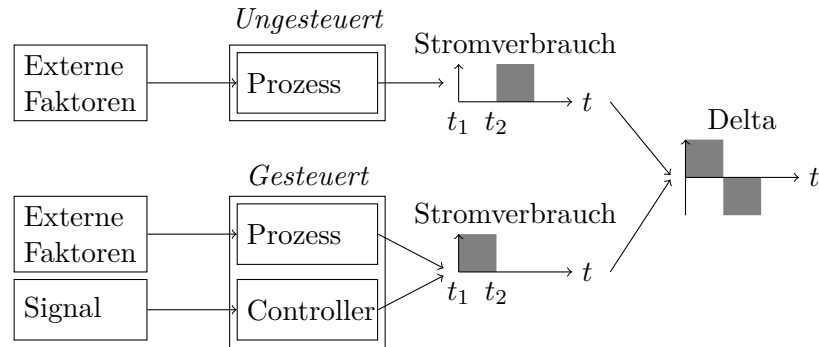 Ungesteuert
Externe
Faktoren
Prozess
Stromverbrauch
t
t1 t2
Delta
t
Gesteuert
Externe
Faktoren
Prozess
Stromverbrauch
t
t1 t2
Signal
Controller